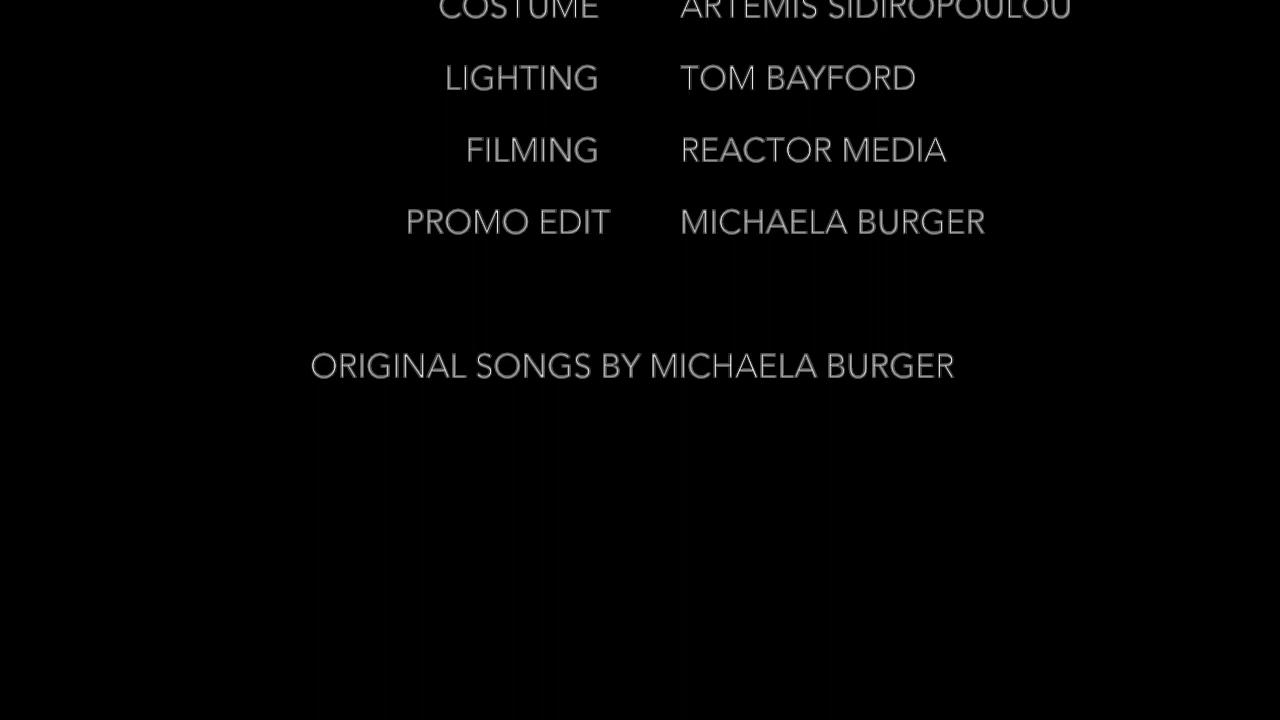 COSTUME ARTEMIS SIDIROPOULOU
LIGHTING TOM BAYFORD
FILMING REACTOR MEDIA
PROMO EDIT MICHAELA BURGER
ORIGINAL SONGS BY MICHAELA BURGER